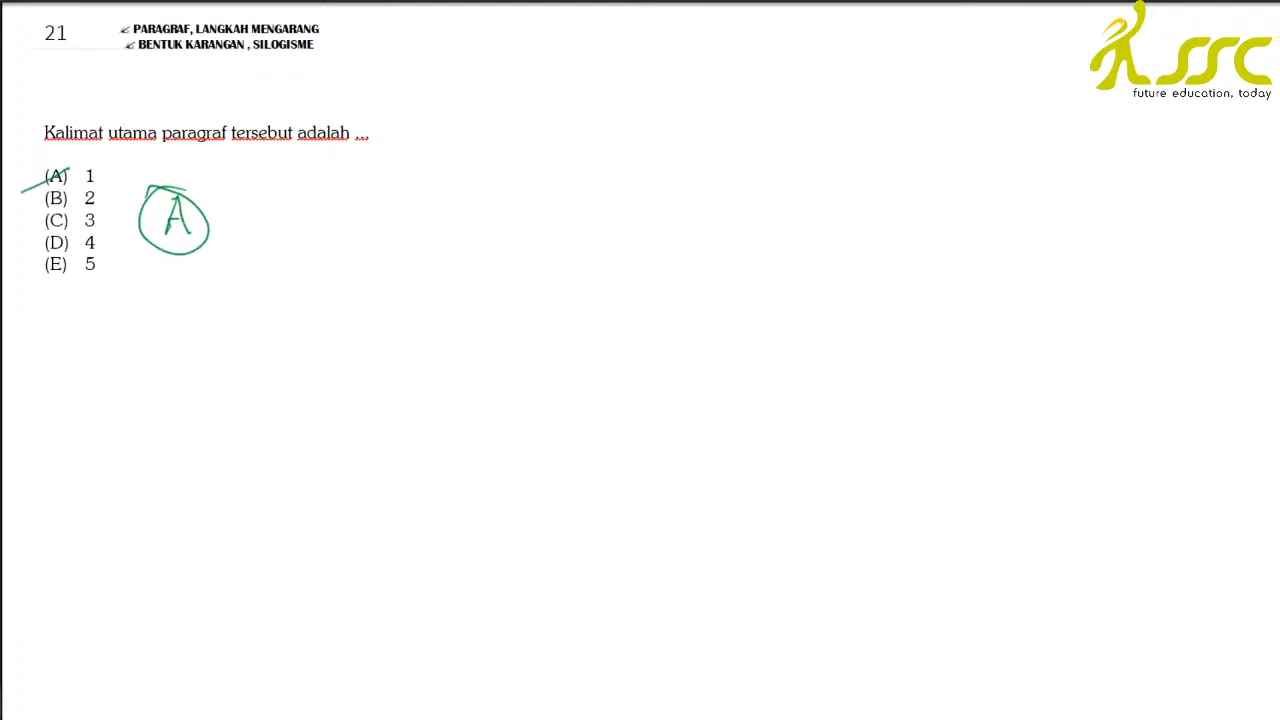 21
PARAGRAF, LANGKAH MENGARANG
BENTUK KARANGAN , SILOGISME
SSC
future education, today
Kalimat utama paragraf tersebut adalah ...
(A) 1
(B) 2
(C) 3
(D) 4
(E) 5
A